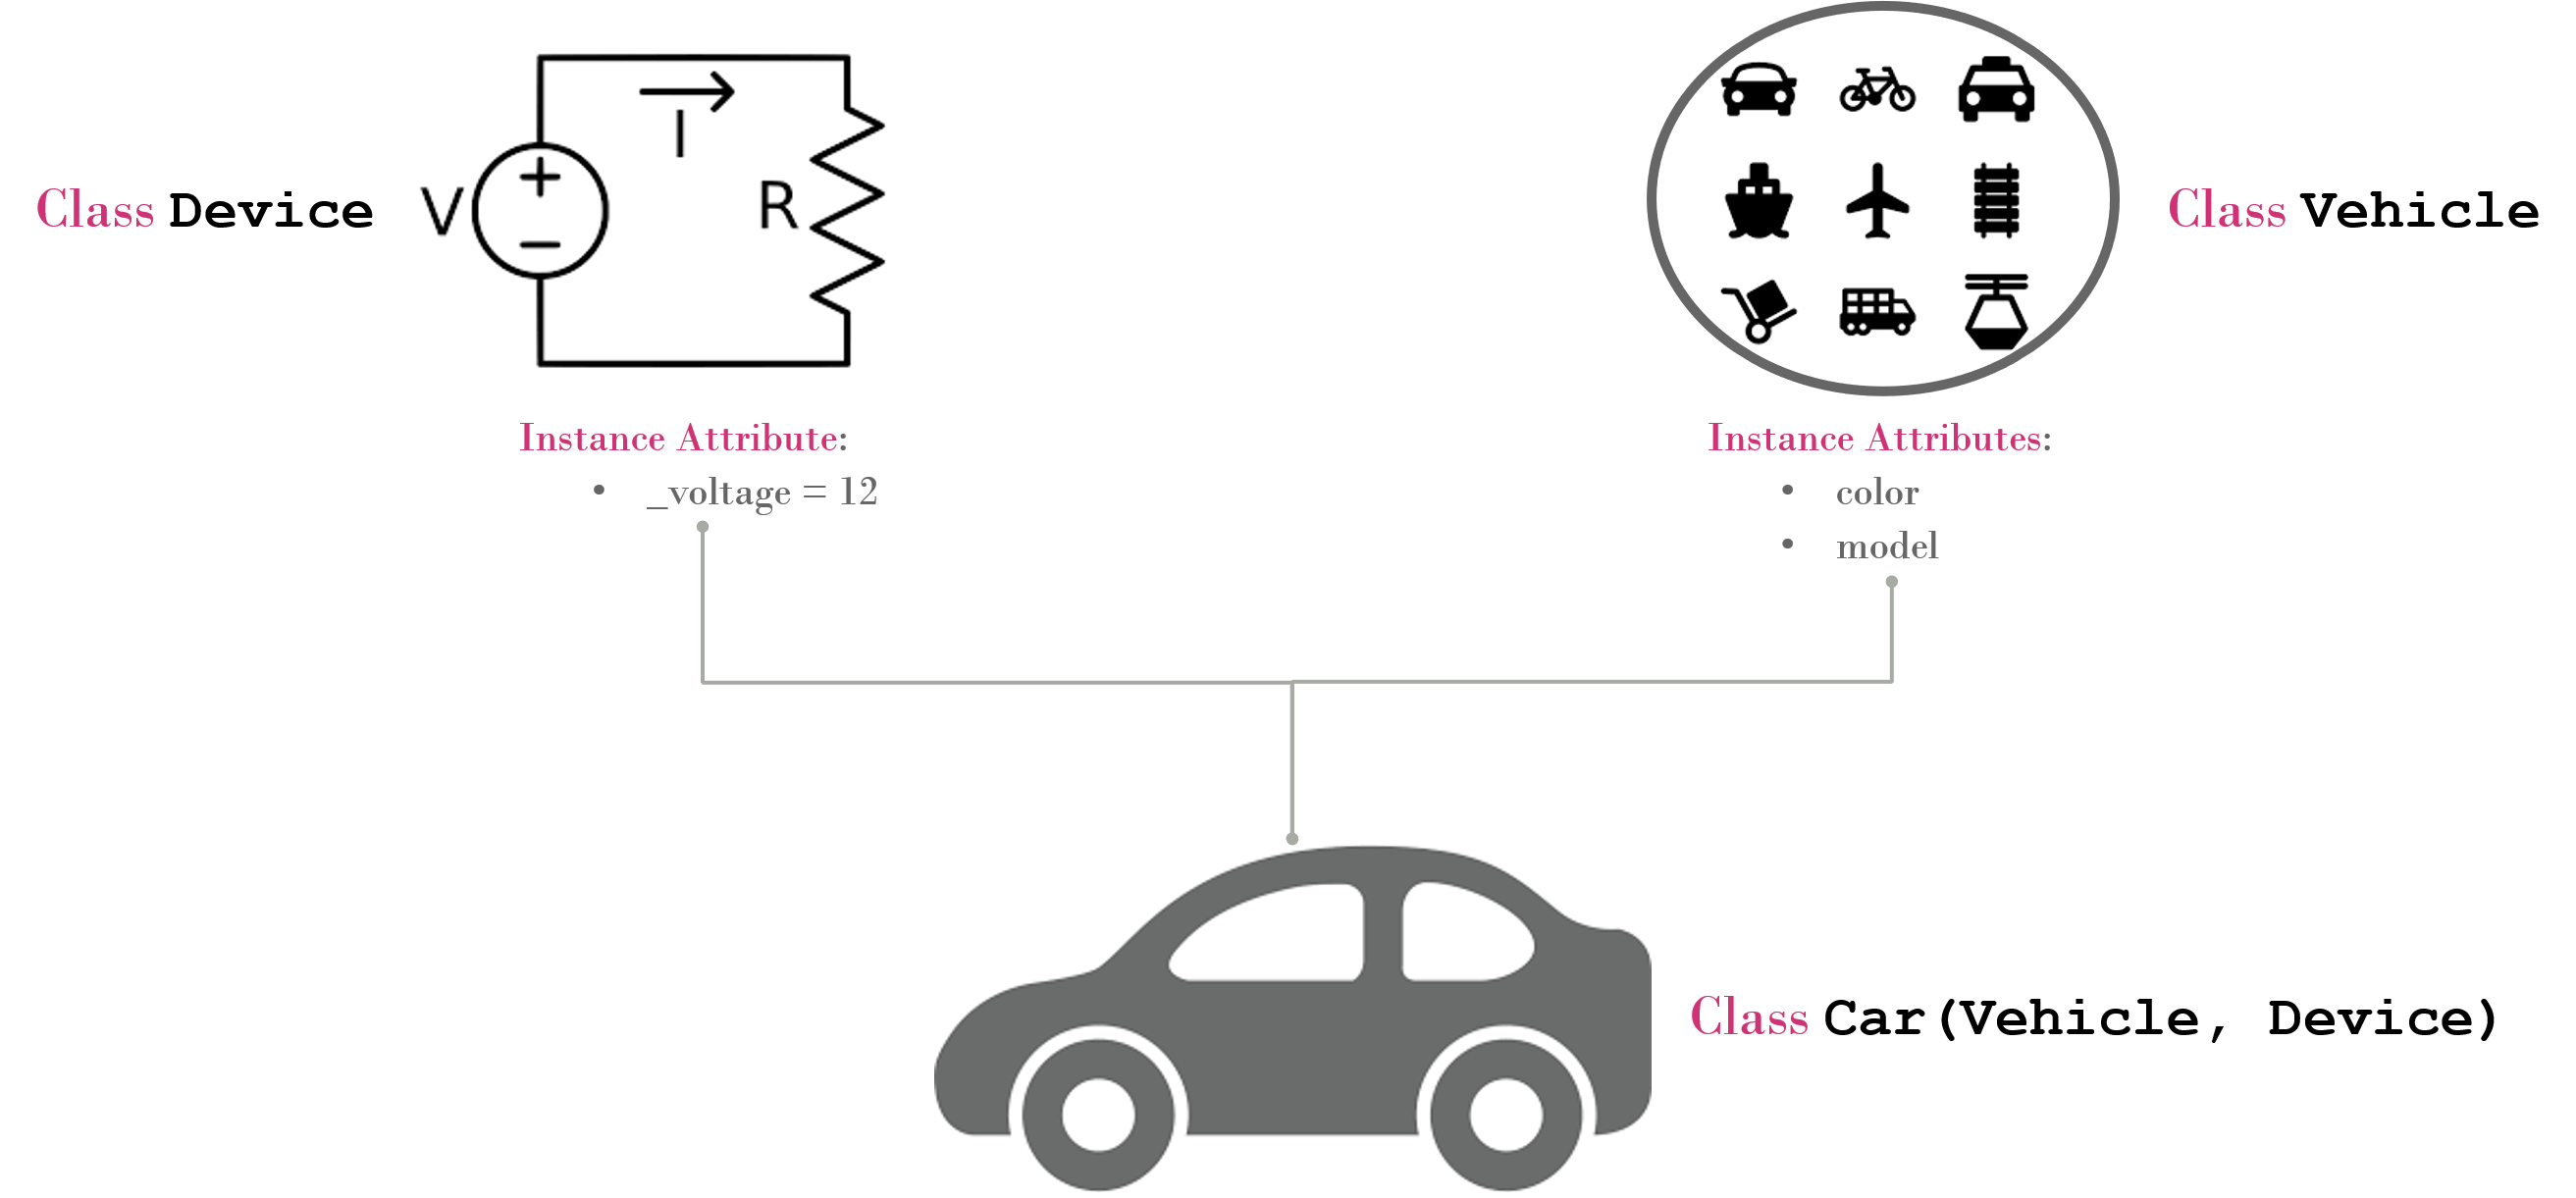 Class Device
V
+
−
I
R
Class Vehicle
Instance Attribute:
• _voltage = 12
Instance Attributes:
• color
• model
Class Car(Vehicle, Device)